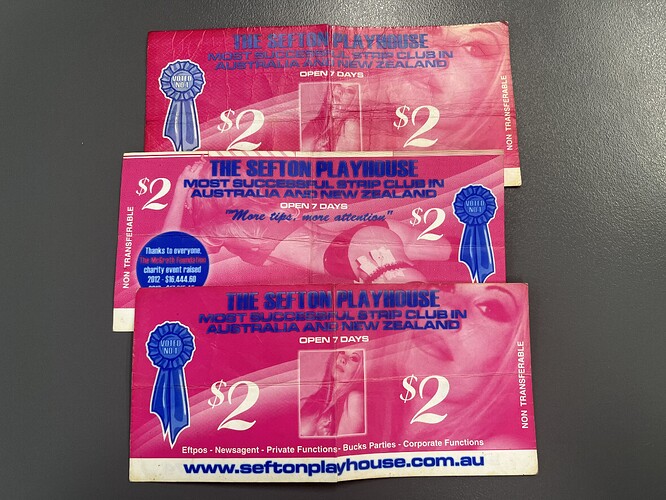 THE SEFTON PLAYHOUSE
MOST SUCCESSFUL STRIP CLUB IN
AUSTRALIA AND NEW ZEALAND
OPEN 7 DAYS
VOTED
NO.1
$2
$2
NON TRANSFERABLE
THE SEFTON PLAYHOUSE
MOST SUCCESSFUL STRIP CLUB IN
AUSTRALIA AND NEW ZEALAND
OPEN 7 DAYS
"More tips, more attention"
$2
$2
VOTED
NO.1
NON TRANSFERABLE
Thanks to everyone,
The McGrath Foundation
charity event raised
2012 - $16,444.60
THE SEFTON PLAYHOUSE
MOST SUCCESSFUL STRIP CLUB IN
AUSTRALIA AND NEW ZEALAND
OPEN 7 DAYS
VOTED
NO.1
$2
$2
NON TRANSFERABLE
Eftpos - Newsagent - Private Functions- Bucks Parties - Corporate Functions
www.seftonplayhouse.com.au